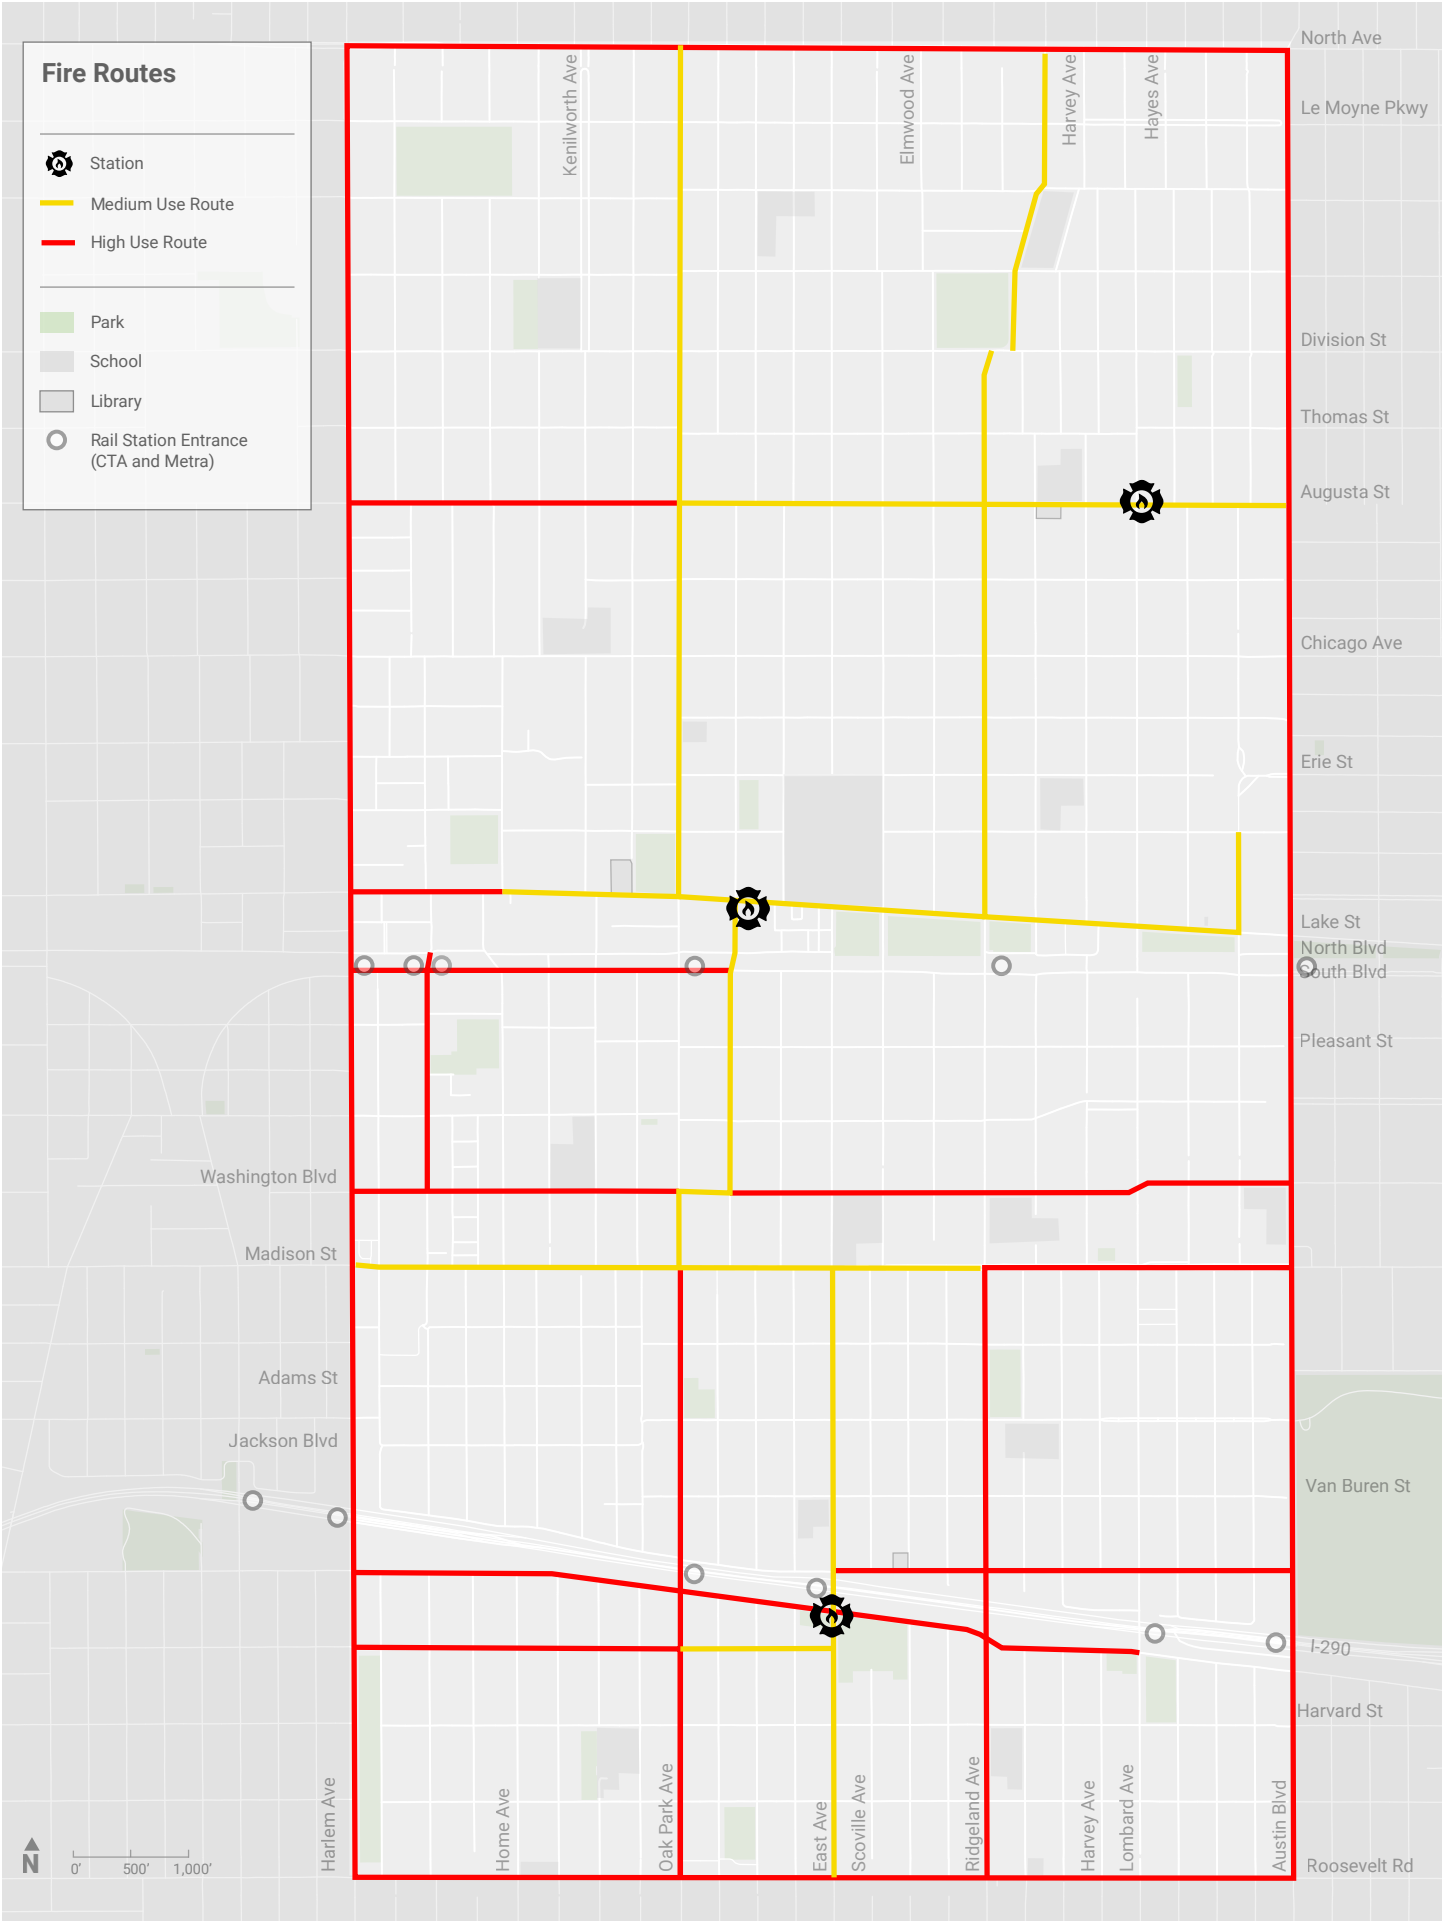 Fire Routes
Station
Medium Use Route
High Use Route
Park
School
Library
Rail Station Entrance
(CTA and Metra)
Kenilworth Ave
Elmwood Ave
Harvey Ave
Hayes Ave
North Ave
Le Moyne Pkwy
Division St
Thomas St
Augusta St
Chicago Ave
Erie St
Lake St
North Blvd
South Blvd
Pleasant St
Washington Blvd
Madison St
Adams St
Jackson Blvd
Van Buren St
I-290
Harvard St
Harlem Ave
Home Ave
Oak Park Ave
East Ave
Scoville Ave
Ridgeland Ave
Harvey Ave
Lombard Ave
Austin Blvd
Roosevelt Rd
N
0' 500' 1,000'